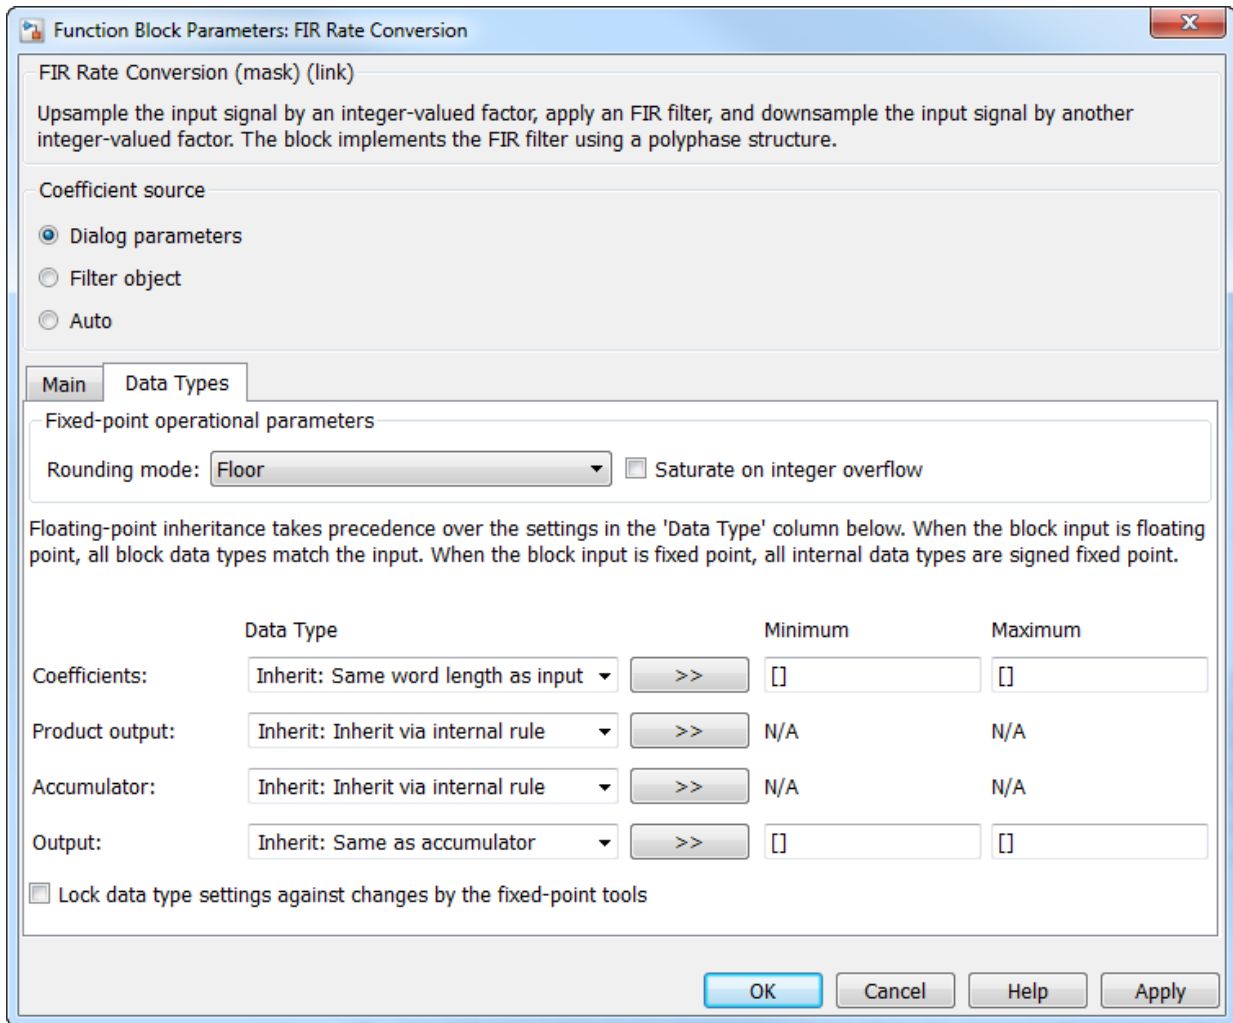 Function Block Parameters: FIR Rate Conversion
X
FIR Rate Conversion (mask) (link)
Upsample the input signal by an integer-valued factor, apply an FIR filter, and downsample the input signal by another
integer-valued factor. The block implements the FIR filter using a polyphase structure.
Coefficient source
Dialog parameters
Filter object
Auto
Main Data Types
Fixed-point operational parameters
Rounding mode: Floor Saturate on integer overflow
Floating-point inheritance takes precedence over the settings in the 'Data Type' column below. When the block input is floating
point, all block data types match the input. When the block input is fixed point, all internal data types are signed fixed point.
Data Type Minimum Maximum
Coefficients: Inherit: Same word length as input >> [] []
Product output: Inherit: Inherit via internal rule >> N/A N/A
Accumulator: Inherit: Inherit via internal rule >> N/A N/A
Output: Inherit: Same as accumulator >> [] []
Lock data type settings against changes by the fixed-point tools
OK Cancel Help Apply